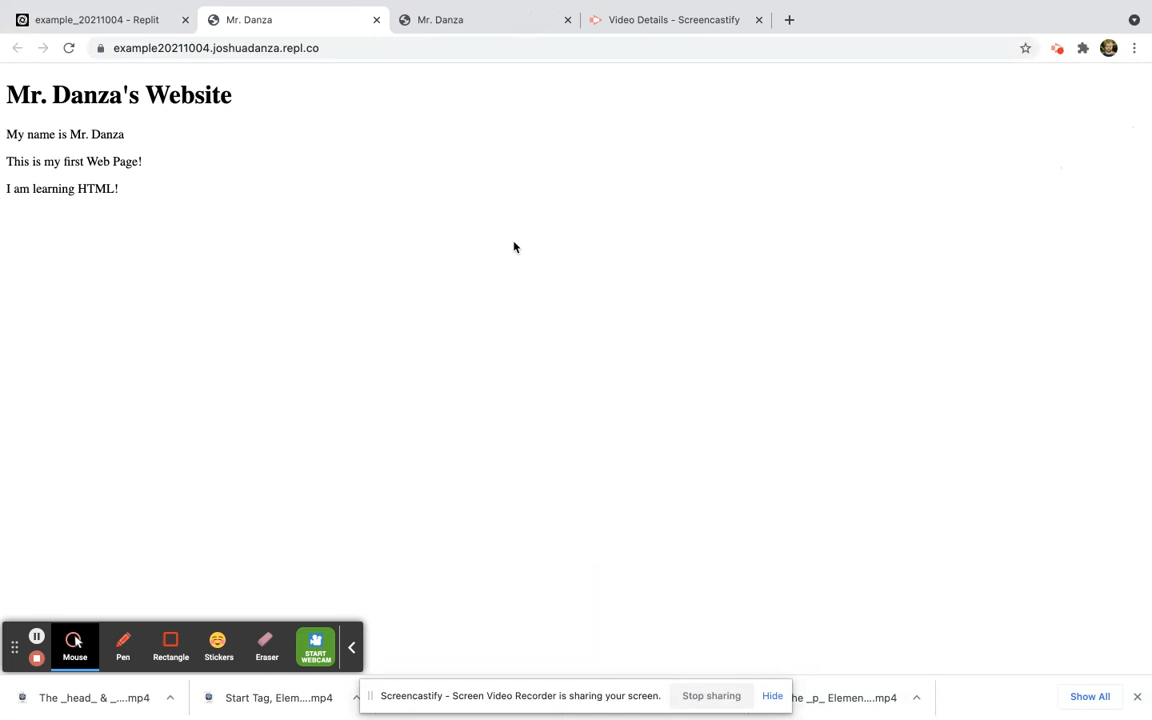 example_20211004 - Replit
Mr. Danza
Mr. Danza
Video Details - Screencastify
example20211004.joshuadanza.repl.co
Mr. Danza's Website
My name is Mr. Danza
This is my first Web Page!
I am learning HTML!
Mouse
Pen
Rectangle
Stickers
Eraser
START
WEBCAM
The _head_ & _....mp4
Start Tag, Elem....mp4
Screencastify - Screen Video Recorder is sharing your screen.
Stop sharing
Hide
he _p_ Elemen....mp4
Show All